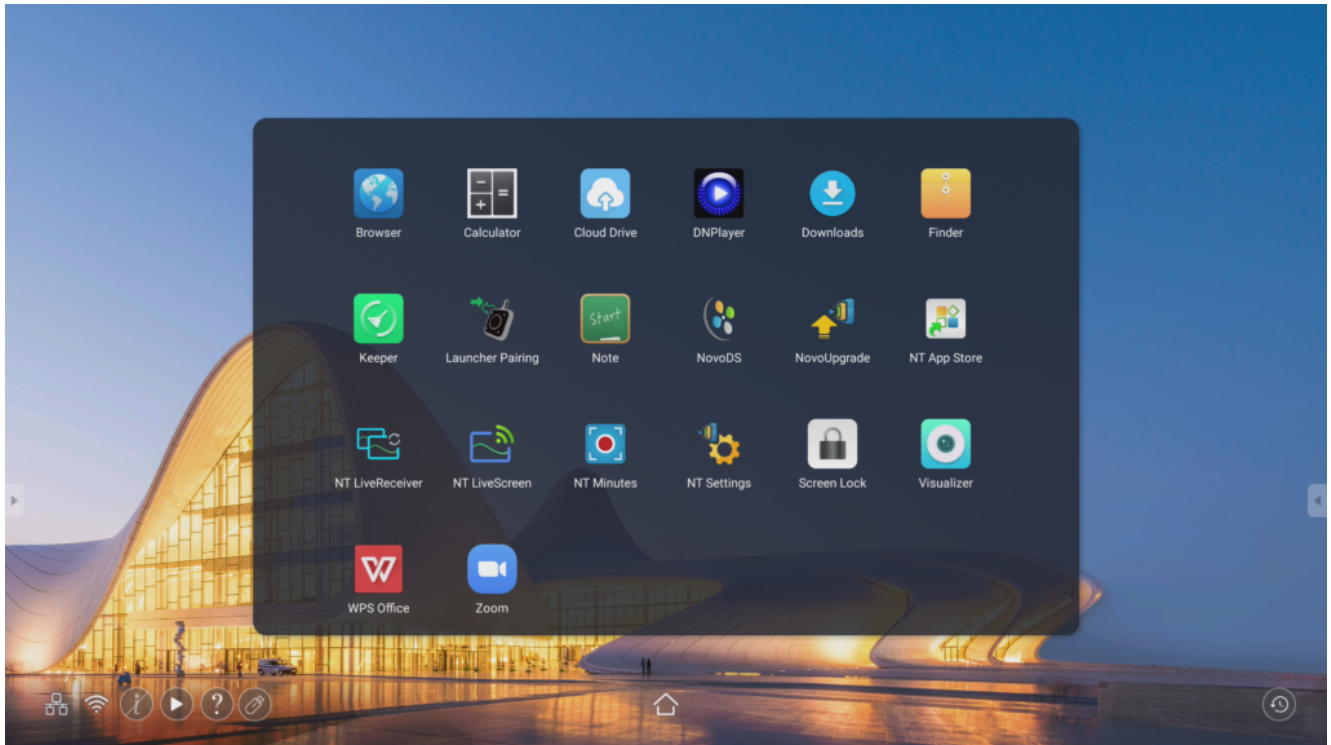 Browser Calculator Cloud Drive DNPlayer Downloads Finder
Start
Keeper Launcher Pairing Note NovoDS NovoUpgrade NT App Store
NT LiveReceiver NT LiveScreen NT Minutes NT Settings Screen Lock Visualizer
WPS Office Zoom
i ?